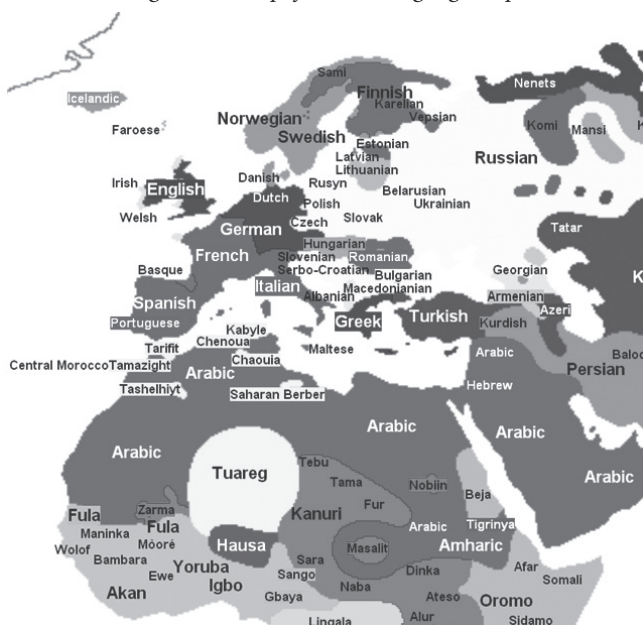 Sami
Nenets
Finnish
Icelandic
Karelian
Norwegian
Vepsian
Komi
Mansi
Faroese
Swedish
Estonian
Russian
Latvian
Lithuanian
Irish
English
Danish
Rusyn
Belarusian
Dutch
Polish
Ukrainian
Welsh
Slovak
Czech
German
Tatar
Hungarian
French
Slovenian
Romanian
Basque
Serbo-Croatian
Georgian
Bulgarian
Italian
Macedonianian
Armenian
Spanish
Albanian
Azeri
Greek
Turkish
Portuguese
Kurdish
Kabyle
Tarifit
Chenoua
Maltese
Arabic
Chaouia
Central MoroccoTamazight
Arabic
Persian
Tashelhiyt
Saharan Berber
Hebrew
Arabic
Arabic
Arabic
Tuareg
Tebu
Arabic
Tama
Nobiin
Beja
Zarma
Fur
Fula
Kanuri
Fula
Arabic
Tigrinya
Maninka
Mòoré
Wolof
Hausa
Masalit
Amharic
Bambara
Sara
Yoruba
Dinka
Afar
Ewe
Sango
Somali
Akan
Igbo
Naba
Gbaya
Ateso
Oromo
Lingala
Alur
Sidamo